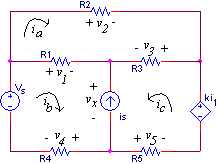 R2
i_a
+ v_2 -
R1
- v_3 +
+ v_1 -
R3
V_s
i_b
+
v_x
-
is
i_c
ki_1
- v_4 +
+ v_5 -
R4
R5